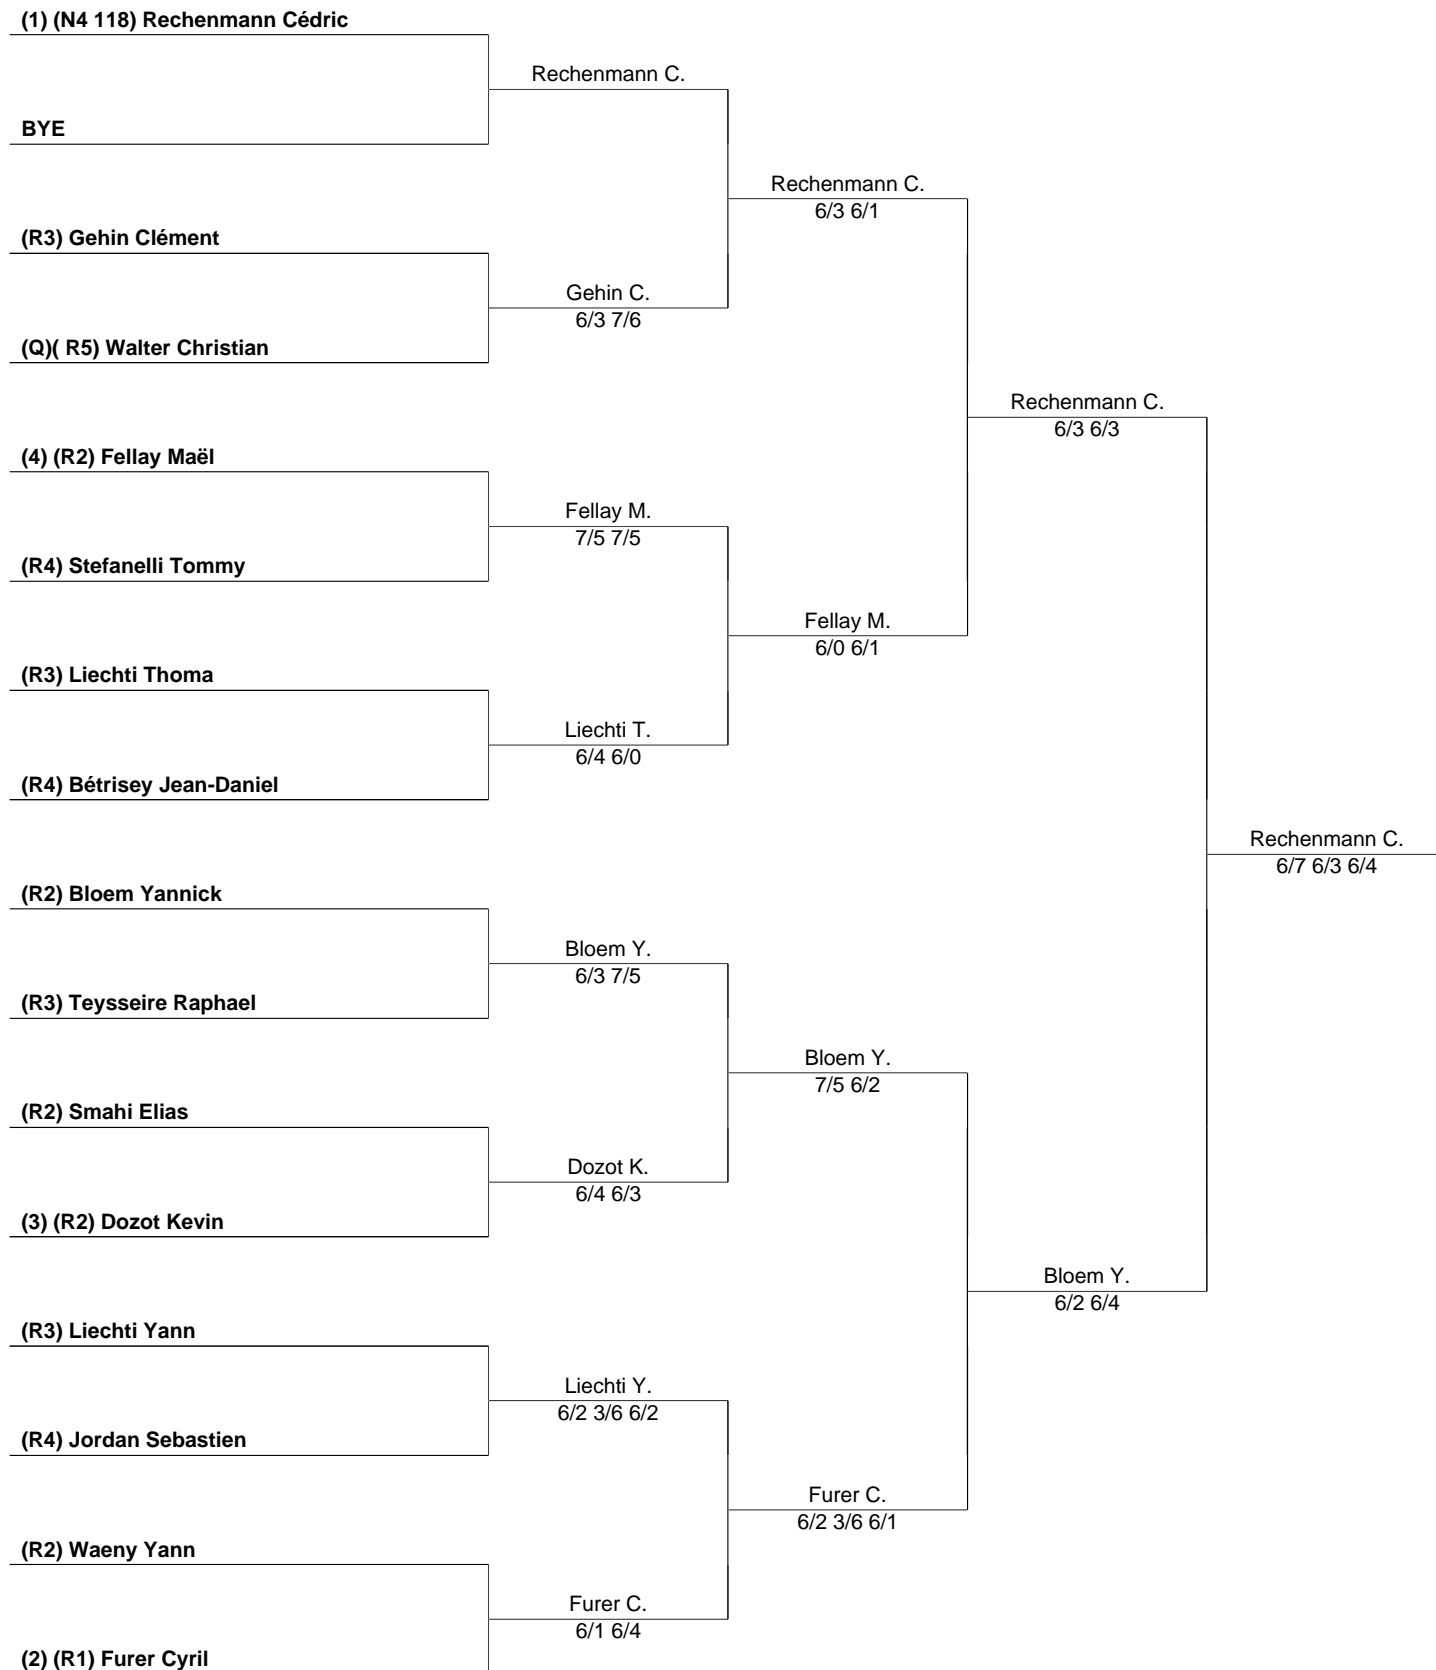 (1) (N4 118) Rechenmann Cédric
Rechenmann C.
BYE
Rechenmann C.
6/3 6/1
(R3) Gehin Clément
Gehin C.
6/3 7/6
(Q)( R5) Walter Christian
Rechenmann C.
6/3 6/3
(4) (R2) Fellay Maël
Fellay M.
7/5 7/5
(R4) Stefanelli Tommy
Fellay M.
6/0 6/1
(R3) Liechti Thoma
Liechti T.
6/4 6/0
(R4) Bétrisey Jean-Daniel
Rechenmann C.
6/7 6/3 6/4
(R2) Bloem Yannick
Bloem Y.
6/3 7/5
(R3) Teysseire Raphael
Bloem Y.
7/5 6/2
(R2) Smahi Elias
Dozot K.
6/4 6/3
(3) (R2) Dozot Kevin
Bloem Y.
6/2 6/4
(R3) Liechti Yann
Liechti Y.
6/2 3/6 6/2
(R4) Jordan Sebastien
Furer C.
6/2 3/6 6/1
(R2) Waeny Yann
Furer C.
6/1 6/4
(2) (R1) Furer Cyril